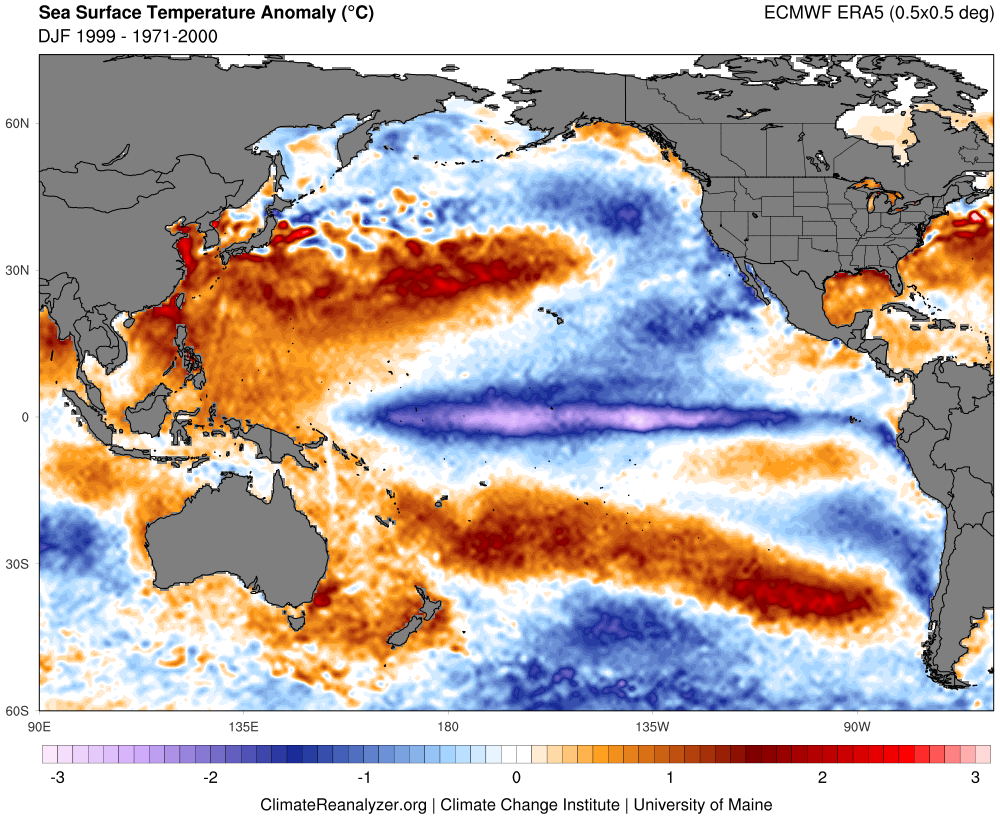 Sea Surface Temperature Anomaly (°C)
ECMWF ERA5 (0.5x0.5 deg)
DJF 1999 - 1971-2000
60N
30N
0
30S
60S
90E 135E 180 135W 90W
-3 -2 -1 0 1 2 3
ClimateReanalyzer.org | Climate Change Institute | University of Maine